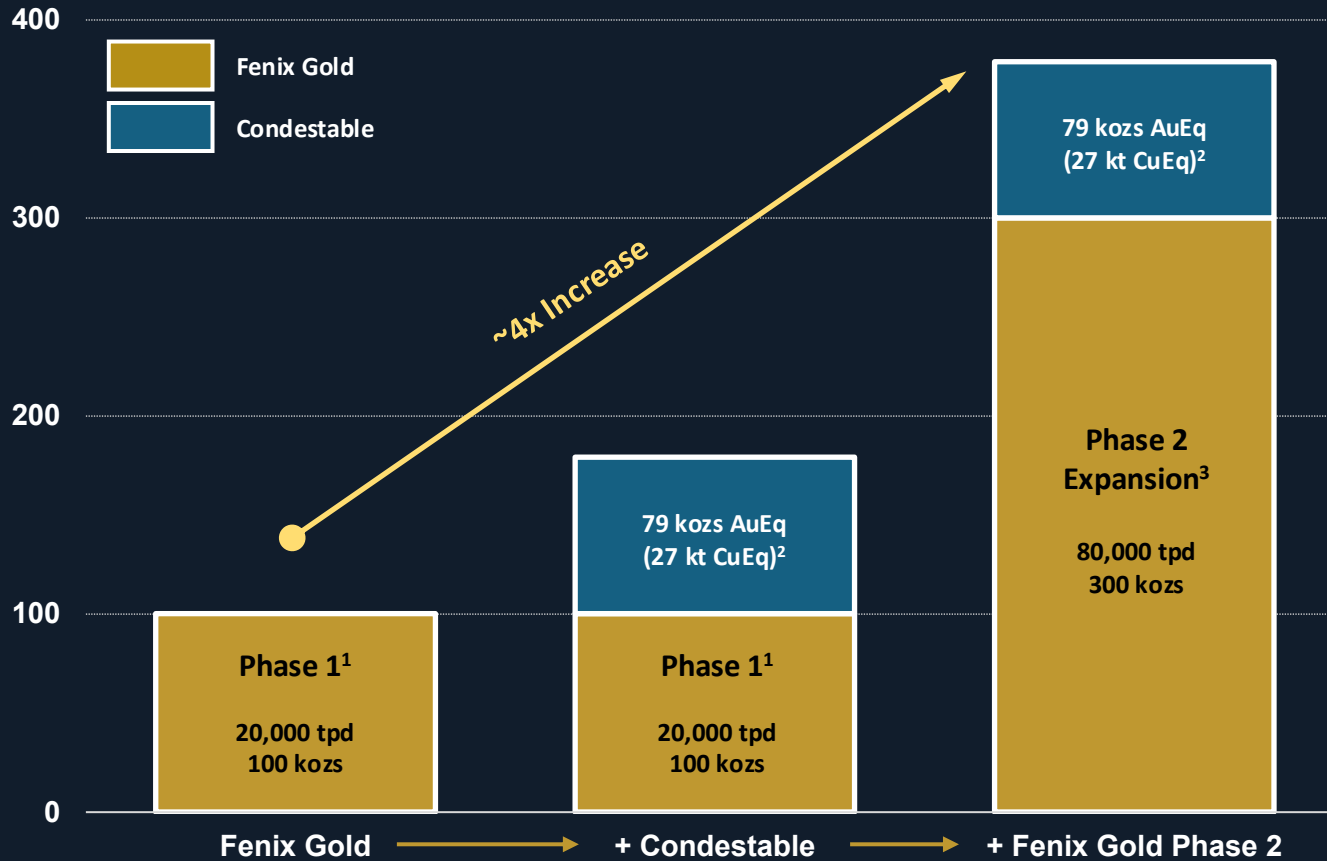 400
300
200
100
0
Fenix Gold
Condestable
~4x Increase
Phase 1¹
20,000 tpd
100 kozs
79 kozs AuEq
(27 kt CuEq)²
Phase 1¹
20,000 tpd
100 kozs
79 kozs AuEq
(27 kt CuEq)²
Phase 2
Expansion³
80,000 tpd
300 kozs
Fenix Gold
+ Condestable
+ Fenix Gold Phase 2